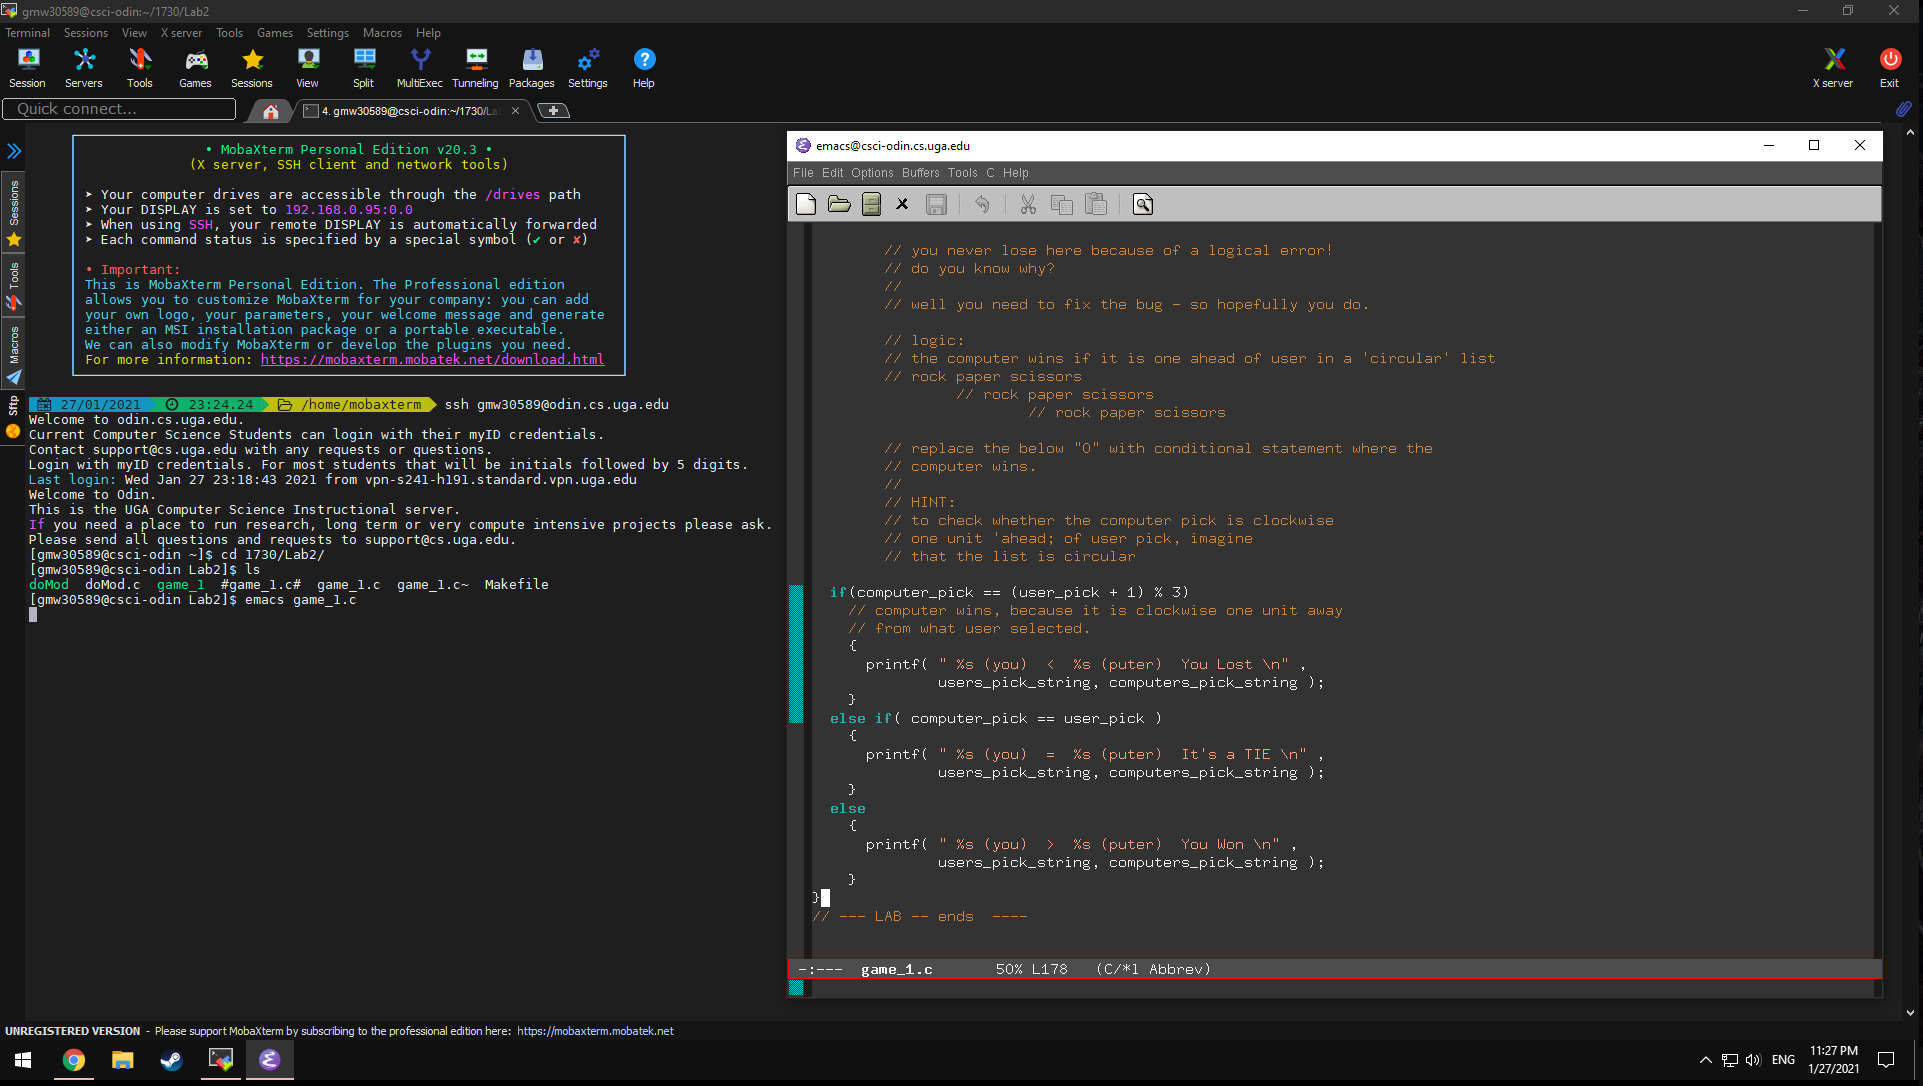 gmw30589@csci-odin:~/1730/Lab2
Terminal Sessions View X server Tools Games Settings Macros Help
Session Servers Tools Games Sessions View Split MultiExec Tunneling Packages Settings Help X server Exit
Quick connect...
4. gmw30589@csci-odin:~/1730/La
Sessions
Tools
Macros
Sftp
• MobaXterm Personal Edition v20.3 •
(X server, SSH client and network tools)
➤ Your computer drives are accessible through the /drives path
➤ Your DISPLAY is set to 192.168.0.95:0.0
➤ When using SSH, your remote DISPLAY is automatically forwarded
➤ Each command status is specified by a special symbol (✔ or ✘)
• Important:
This is MobaXterm Personal Edition. The Professional edition
allows you to customize MobaXterm for your company: you can add
your own logo, your parameters, your welcome message and generate
either an MSI installation package or a portable executable.
We can also modify MobaXterm or develop the plugins you need.
For more information: https://mobaxterm.mobatek.net/download.html
27/01/2021 23:24.24 /home/mobaxterm ssh gmw30589@odin.cs.uga.edu
Welcome to odin.cs.uga.edu.
Current Computer Science Students can login with their myID credentials.
Contact support@cs.uga.edu with any requests or questions.
Login with myID credentials. For most students that will be initials followed by 5 digits.
Last login: Wed Jan 27 23:18:43 2021 from vpn-s241-h191.standard.vpn.uga.edu
Welcome to Odin.
This is the UGA Computer Science Instructional server.
If you need a place to run research, long term or very compute intensive projects please ask.
Please send all questions and requests to support@cs.uga.edu.
[gmw30589@csci-odin ~]$ cd 1730/Lab2/
[gmw30589@csci-odin Lab2]$ ls
doMod doMod.c game_1 #game_1.c# game_1.c game_1.c~ Makefile
[gmw30589@csci-odin Lab2]$ emacs game_1.c
emacs@csci-odin.cs.uga.edu
File Edit Options Buffers Tools C Help
// you never lose here because of a logical error!
// do you know why?
//
// well you need to fix the bug - so hopefully you do.
// logic:
// the computer wins if it is one ahead of user in a 'circular' list
// rock paper scissors
// rock paper scissors
// rock paper scissors
// replace the below "0" with conditional statement where the
// computer wins.
//
// HINT:
// to check whether the computer pick is clockwise
// one unit 'ahead; of user pick, imagine
// that the list is circular
if(computer_pick == (user_pick + 1) % 3)
// computer wins, because it is clockwise one unit away
// from what user selected.
{
printf( " %s (you) < %s (puter) You Lost \n" ,
users_pick_string, computers_pick_string );
}
else if( computer_pick == user_pick )
{
printf( " %s (you) = %s (puter) It's a TIE \n" ,
users_pick_string, computers_pick_string );
}
else
{
printf( " %s (you) > %s (puter) You Won \n" ,
users_pick_string, computers_pick_string );
}
}
// --- LAB -- ends ----
-:--- game_1.c 50% L178 (C/*l Abbrev)
UNREGISTERED VERSION - Please support MobaXterm by subscribing to the professional edition here: https://mobaxterm.mobatek.net
ENG
11:27 PM
1/27/2021